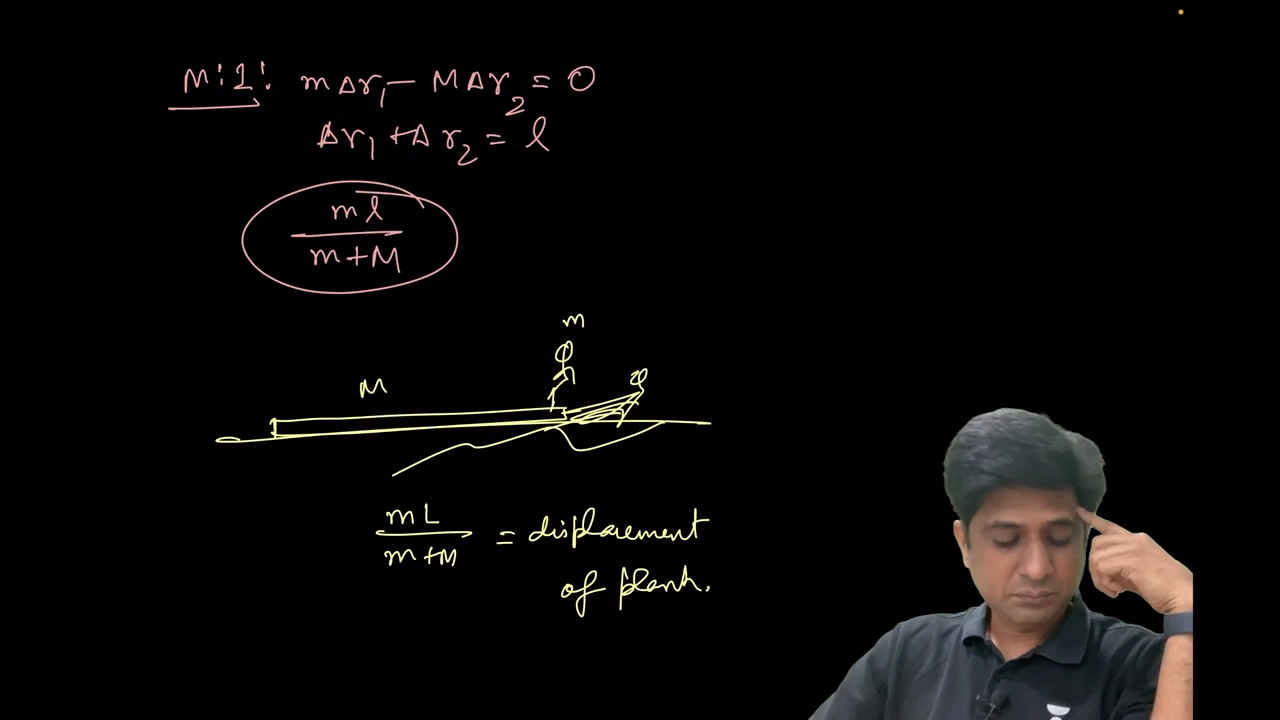 M:1: mΔr₁ − MΔr₂ = 0
Δr₁ + Δr₂ = l
ml
m+M
m
M
mL
m+M
= displacement
of plank.